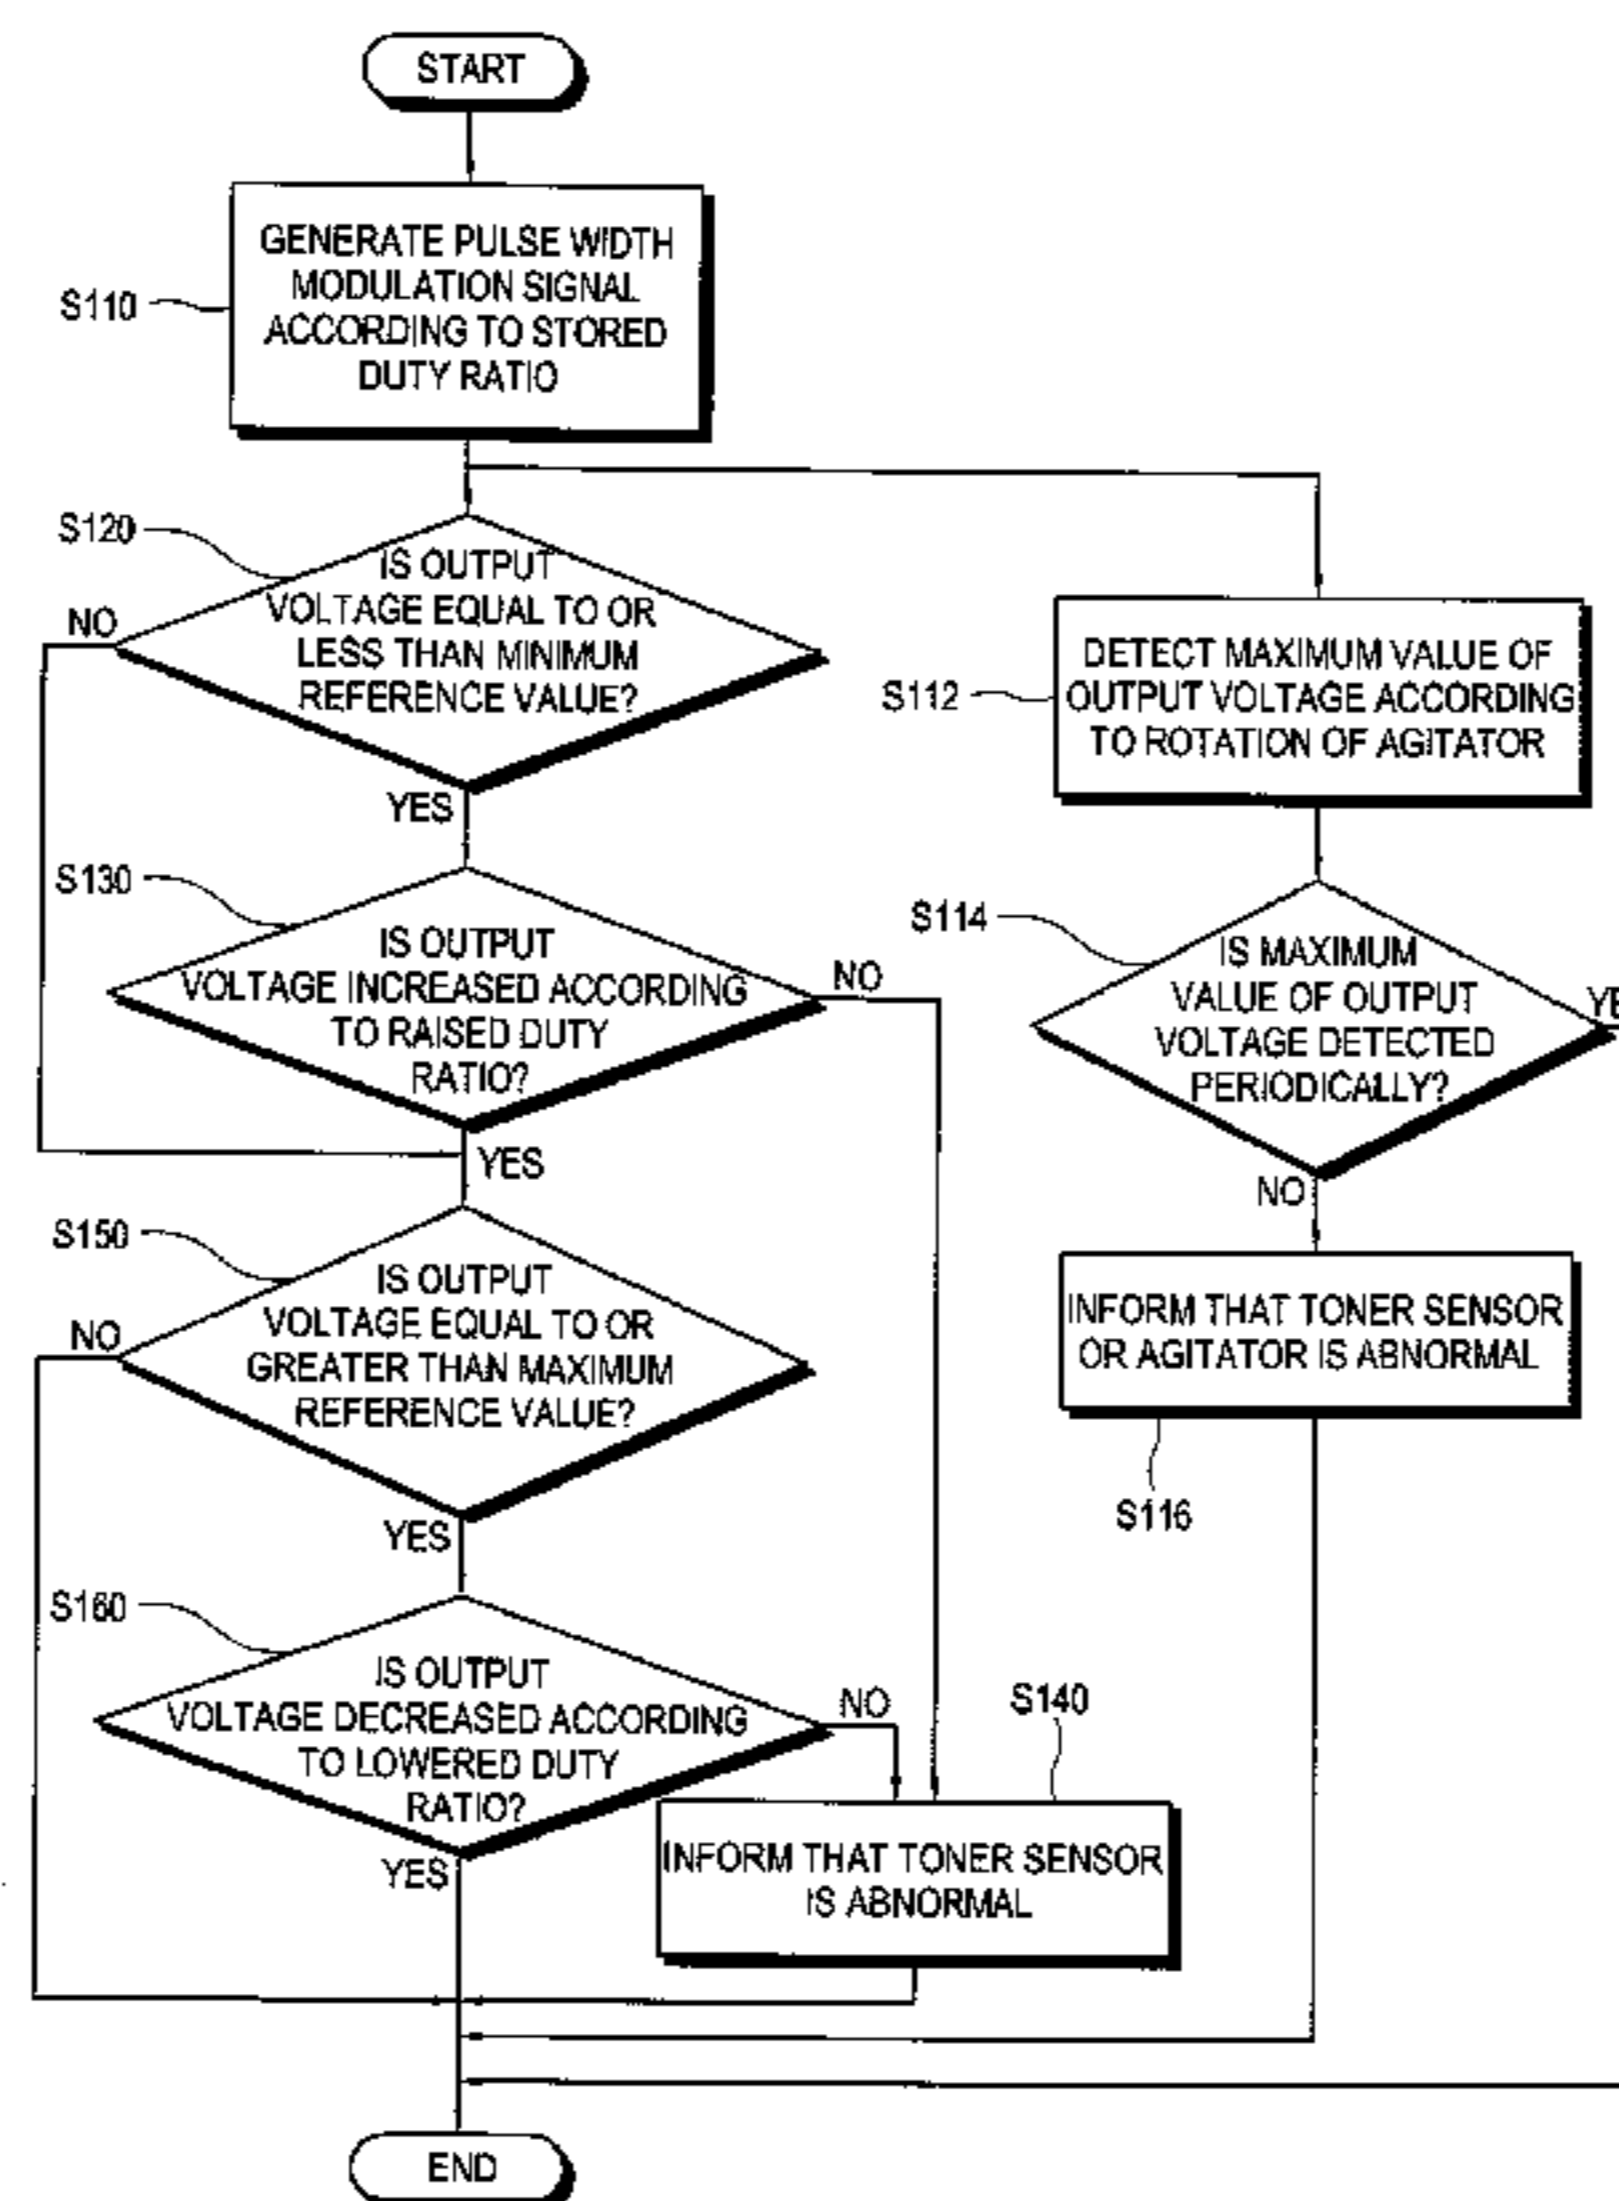 START
S110
GENERATE PULSE WIDTH
MODULATION SIGNAL
ACCORDING TO STORED
DUTY RATIO
S120
IS OUTPUT
VOLTAGE EQUAL TO OR
LESS THAN MINIMUM
REFERENCE VALUE?
NO
YES
S112
DETECT MAXIMUM VALUE OF
OUTPUT VOLTAGE ACCORDING
TO ROTATION OF AGITATOR
S130
IS OUTPUT
VOLTAGE INCREASED ACCORDING
TO RAISED DUTY
RATIO?
NO
YES
S114
IS MAXIMUM
VALUE OF OUTPUT
VOLTAGE DETECTED
PERIODICALLY?
YE
NO
S150
IS OUTPUT
VOLTAGE EQUAL TO OR
GREATER THAN MAXIMUM
REFERENCE VALUE?
NO
YES
INFORM THAT TONER SENSOR
OR AGITATOR IS ABNORMAL
S116
S160
IS OUTPUT
VOLTAGE DECREASED ACCORDING
TO LOWERED DUTY
RATIO?
NO
YES
S140
INFORM THAT TONER SENSOR
IS ABNORMAL
END